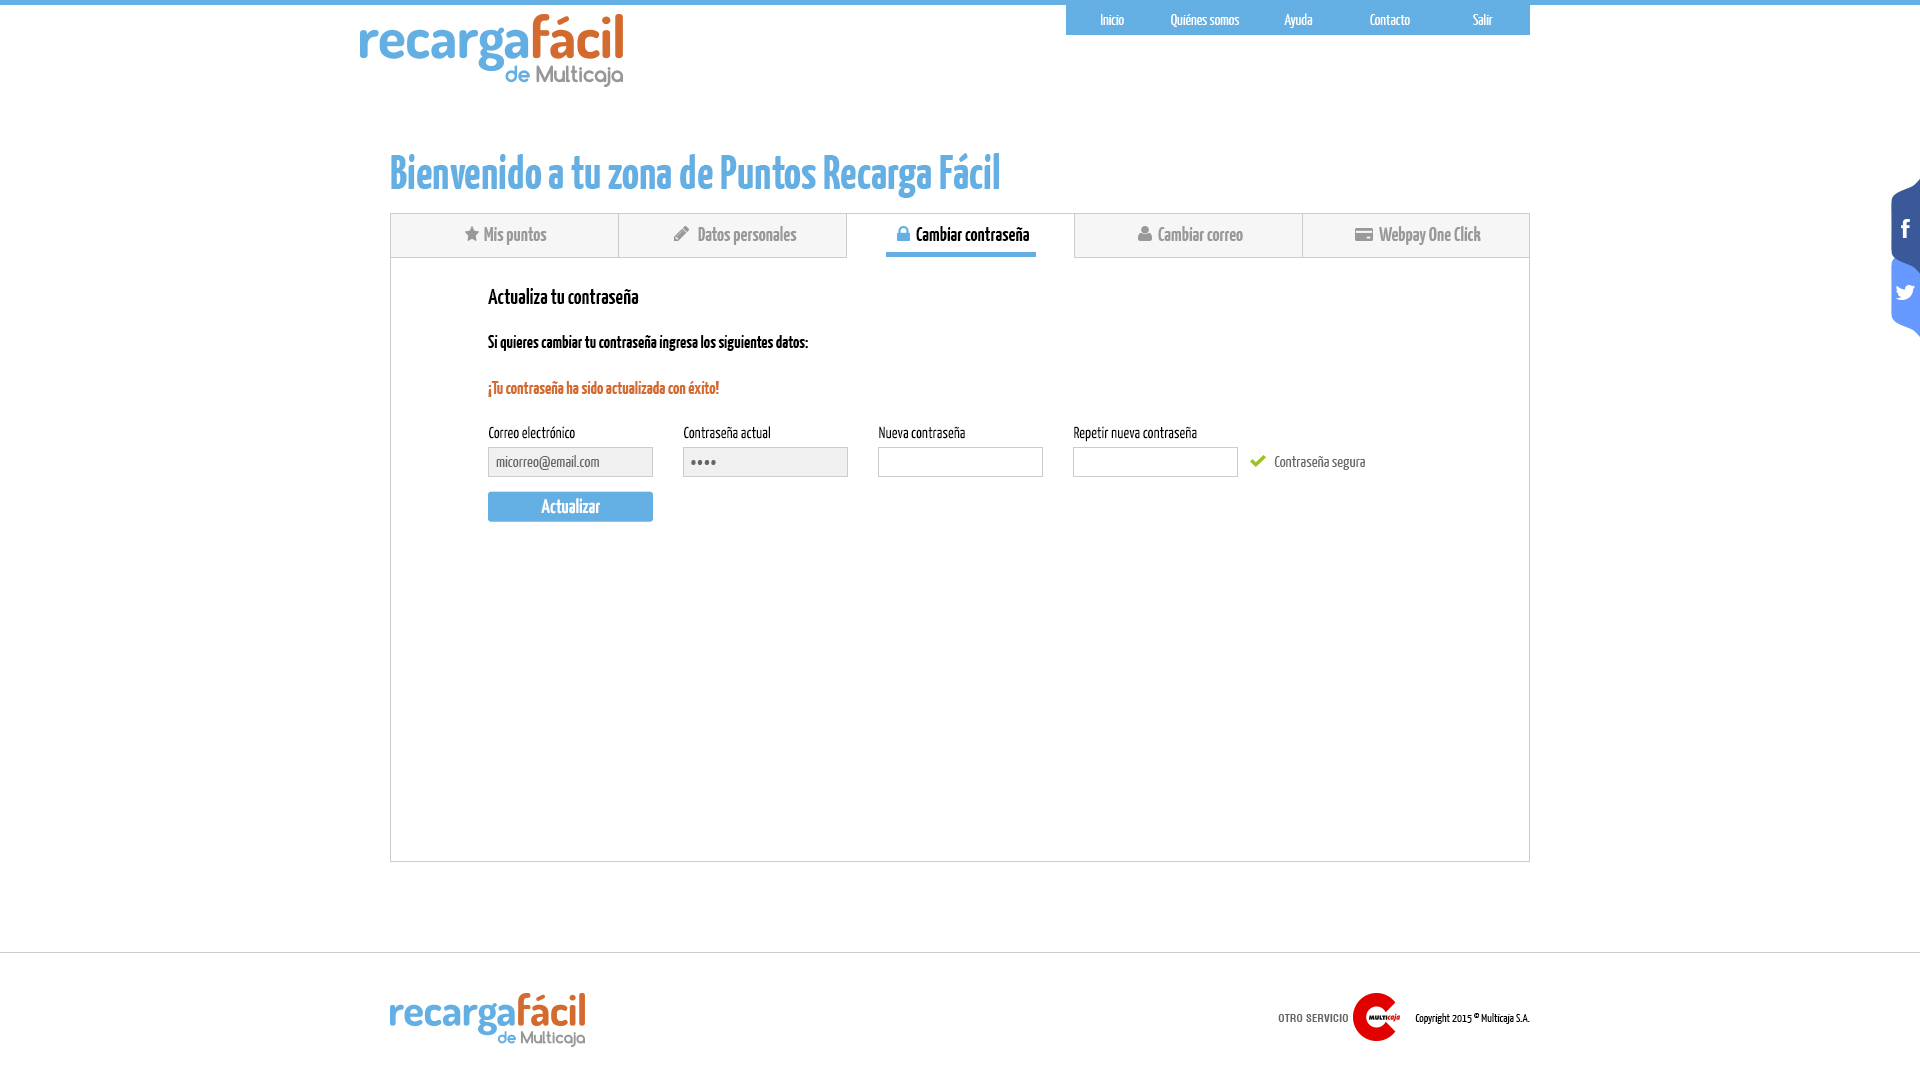 Inicio Quiénes somos Ayuda Contacto Salir
recargafácil
de Multicaja
Bienvenido a tu zona de Puntos Recarga Fácil
Mis puntos Datos personales Cambiar contraseña Cambiar correo Webpay One Click
Actualiza tu contraseña
Si quieres cambiar tu contraseña ingresa los siguientes datos:
¡Tu contraseña ha sido actualizada con éxito!
Correo electrónico Contraseña actual Nueva contraseña Repetir nueva contraseña
micorreo@email.com •••• Contraseña segura
Actualizar
recargafácil
de Multicaja
OTRO SERVICIO MULTIcaja Copyright 2015 © Multicaja S.A.